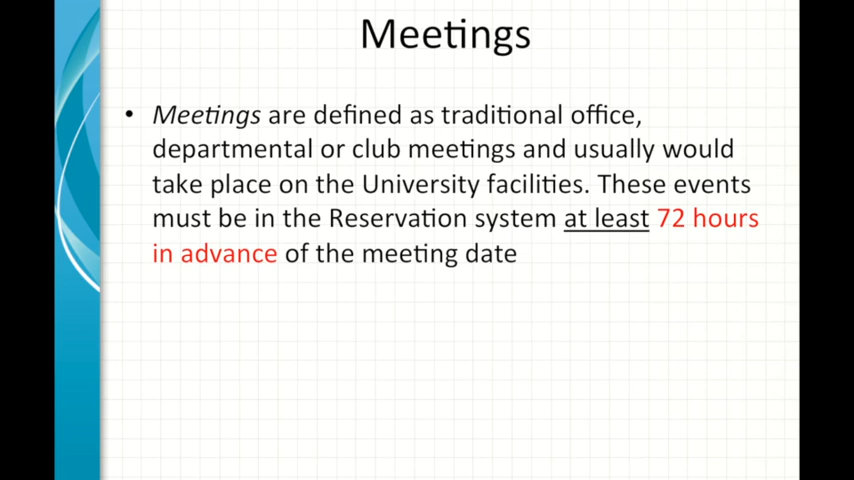 Meetings
• Meetings are defined as traditional office,
departmental or club meetings and usually would
take place on the University facilities. These events
must be in the Reservation system at least 72 hours
in advance of the meeting date